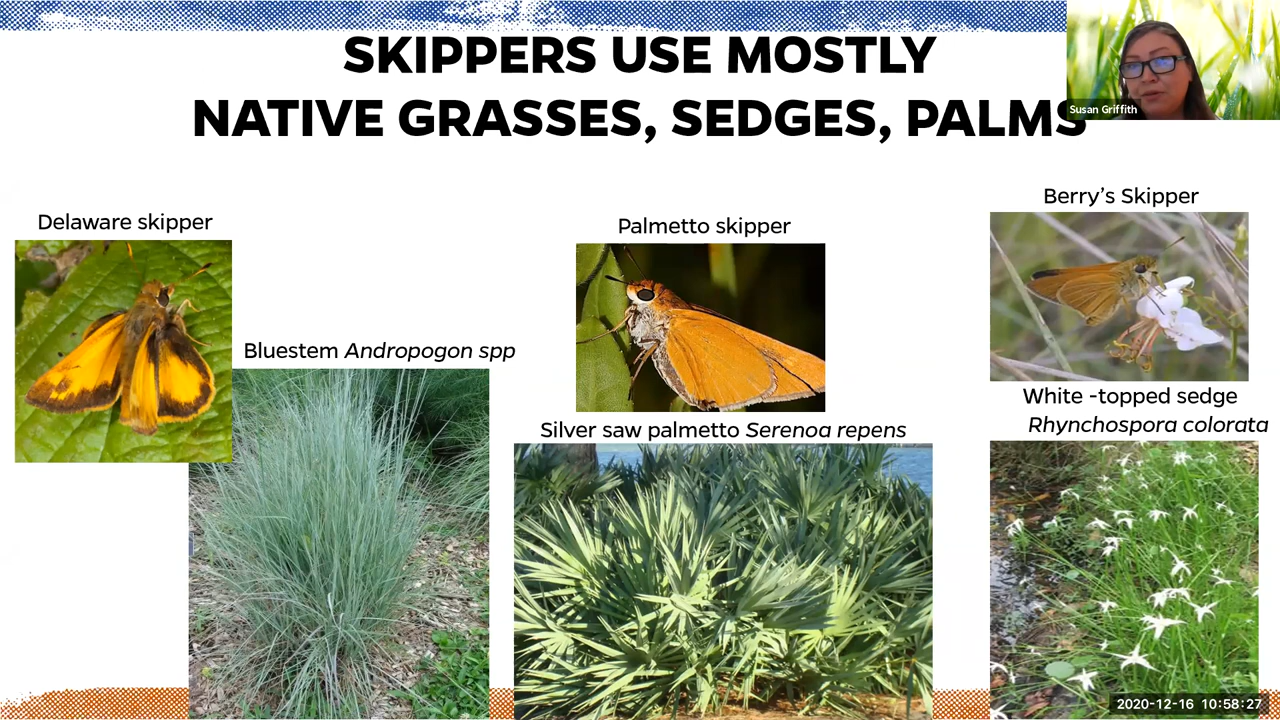 SKIPPERS USE MOSTLY
NATIVE GRASSES, SEDGES, PALMS
Susan Griffith
Delaware skipper
Bluestem Andropogon spp
Palmetto skipper
Silver saw palmetto Serenoa repens
Berry’s Skipper
White -topped sedge
Rhynchospora colorata
2020-12-16 10:58:27